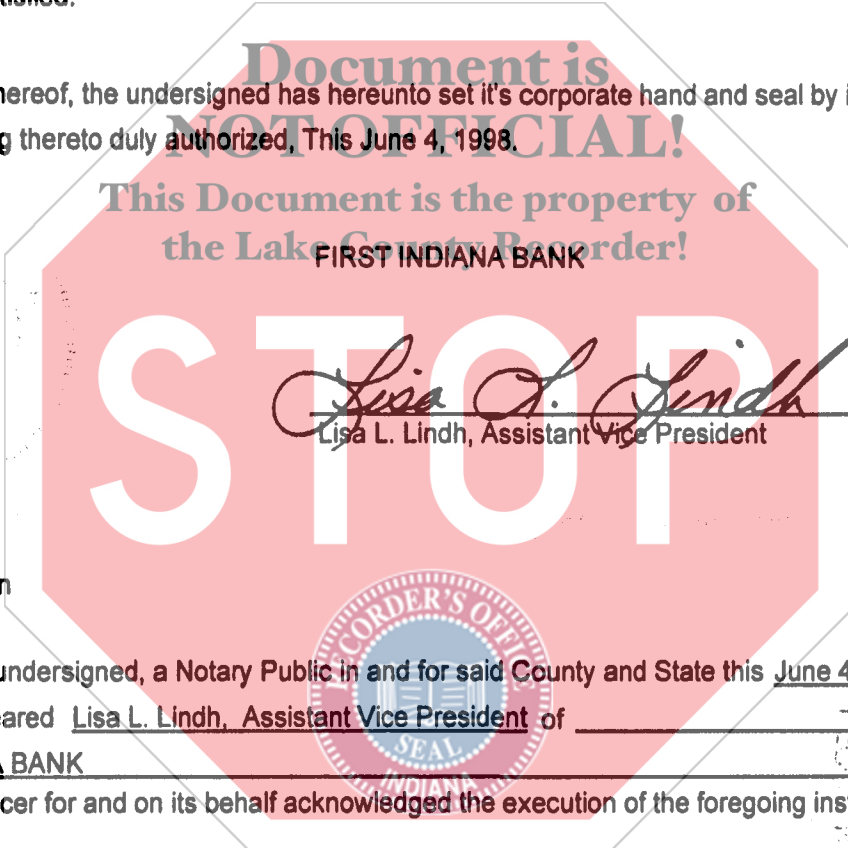 Document is
hereof, the undersigned has hereunto set it's corporate hand and seal by
NOT OFFICIAL!
thereto duly authorized, This June 4, 1998.
This Document is the property of
the Lake County Recorder!
FIRST INDIANA BANK
STOP
Lisa L. Lindh
Lisa L. Lindh, Assistant Vice President
RECORDER'S OFFICE
undersigned, a Notary Public in and for said County and State this June 4
eared Lisa L. Lindh, Assistant Vice President of
SEAL
BANK
INDIANA
cer for and on its behalf acknowledged the execution of the foregoing ins